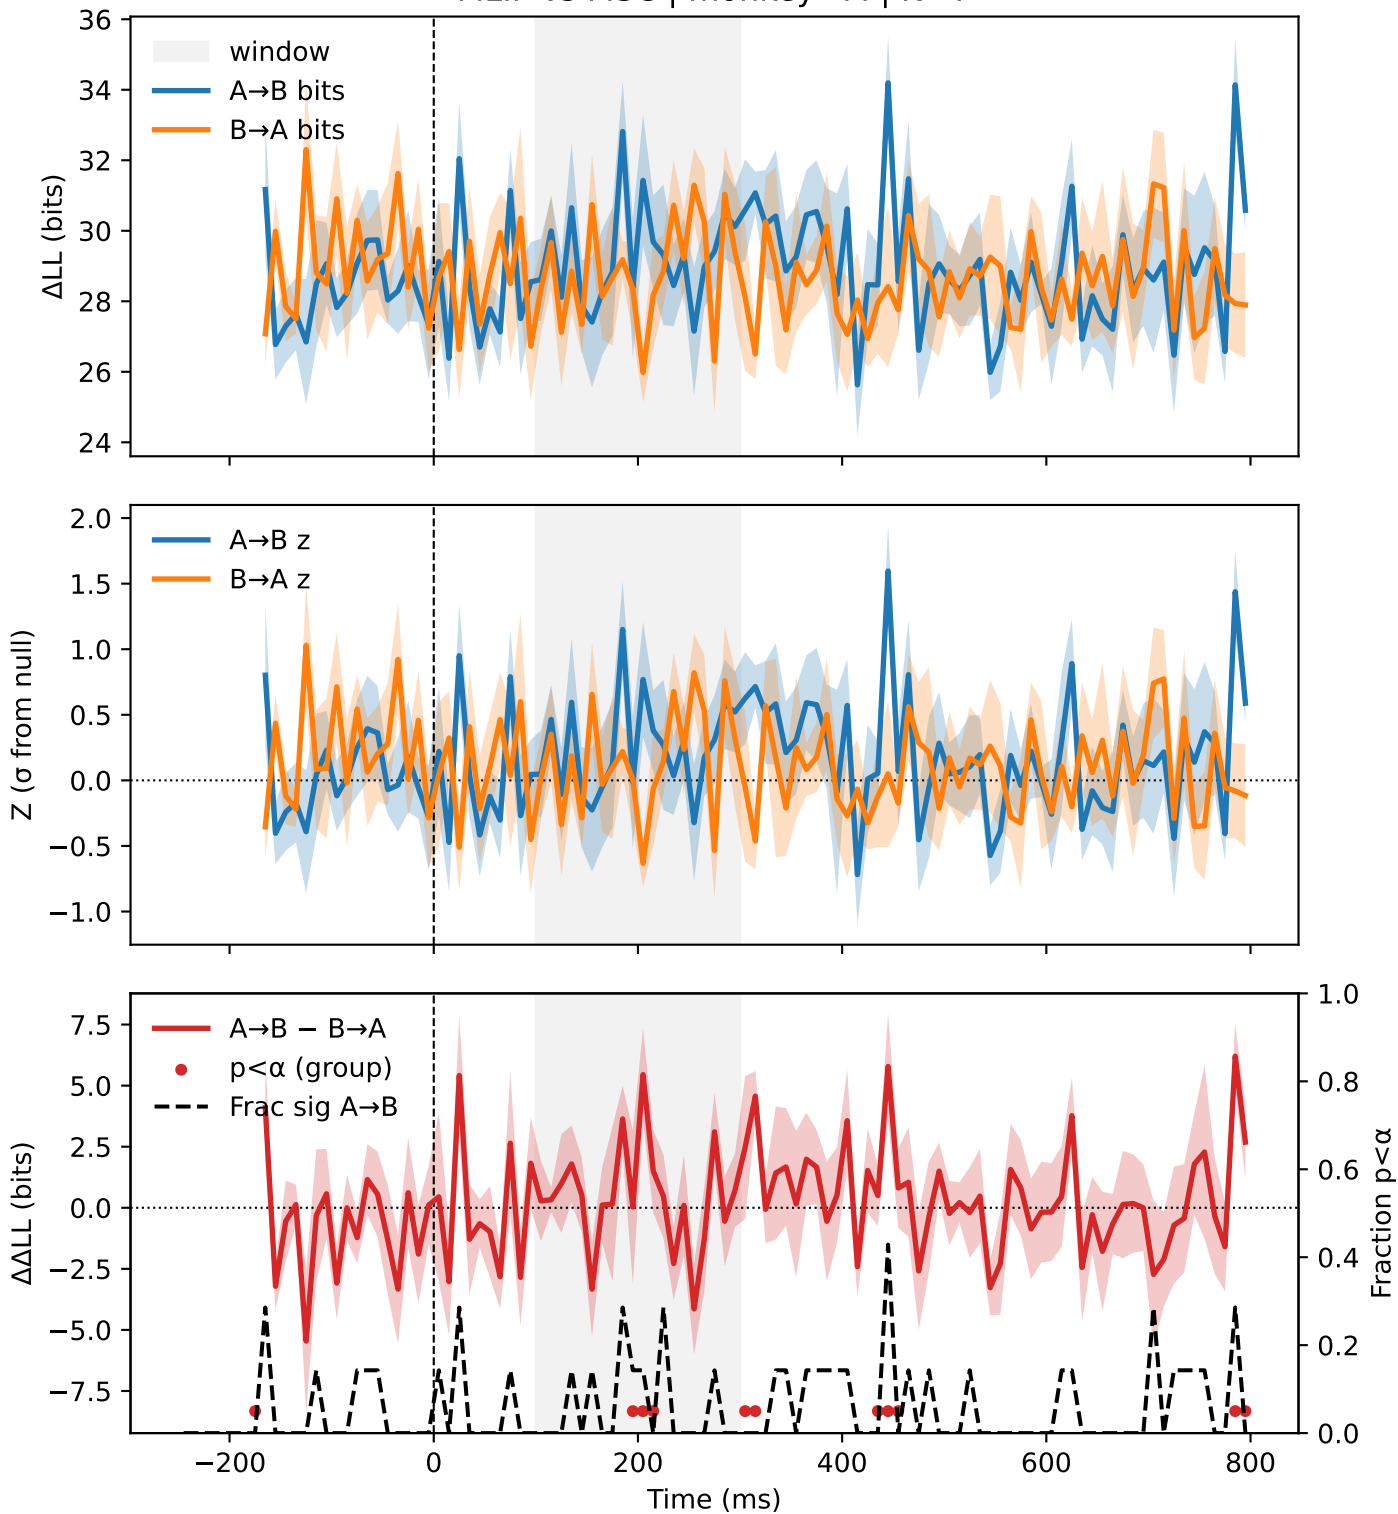 36
34
32
30
28
26
24
ΔLL (bits)
window
A→B bits
B→A bits
2.0
1.5
1.0
0.5
0.0
−0.5
−1.0
Z (σ from null)
A→B z
B→A z
7.5
5.0
2.5
0.0
−2.5
−5.0
−7.5
ΔΔLL (bits)
A→B − B→A
p<α (group)
Frac sig A→B
1.0
0.8
0.6
0.4
0.2
0.0
Fraction p<α
−200 0 200 400 600 800
Time (ms)